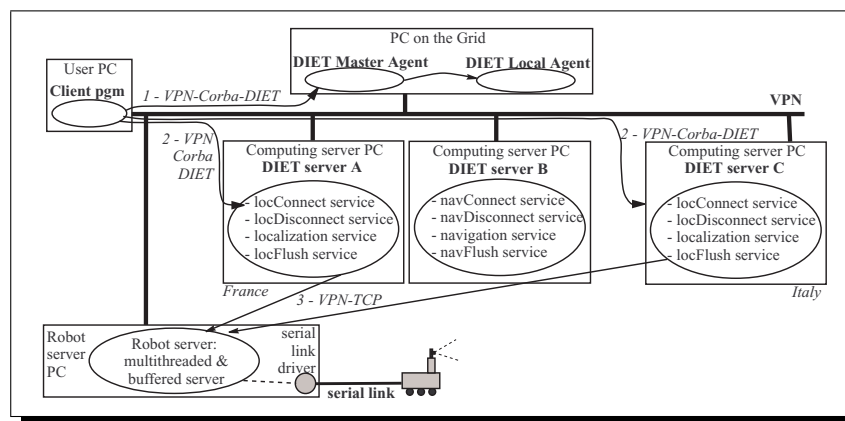 PC on the Grid
DIET Master Agent
DIET Local Agent
User PC
Client pgm
1 - VPN-Corba-DIET
VPN
2 - VPN
Corba
DIET
2 - VPN-Corba-DIET
Computing server PC
DIET server A
- locConnect service
- locDisconnect service
- localization service
- locFlush service
France
Computing server PC
DIET server B
- navConnect service
- navDisconnect service
- navigation service
- navFlush service
Computing server PC
DIET server C
- locConnect service
- locDisconnect service
- localization service
- locFlush service
Italy
3 - VPN-TCP
Robot
server
PC
Robot server:
multithreaded &
buffered server
serial
link
driver
serial link